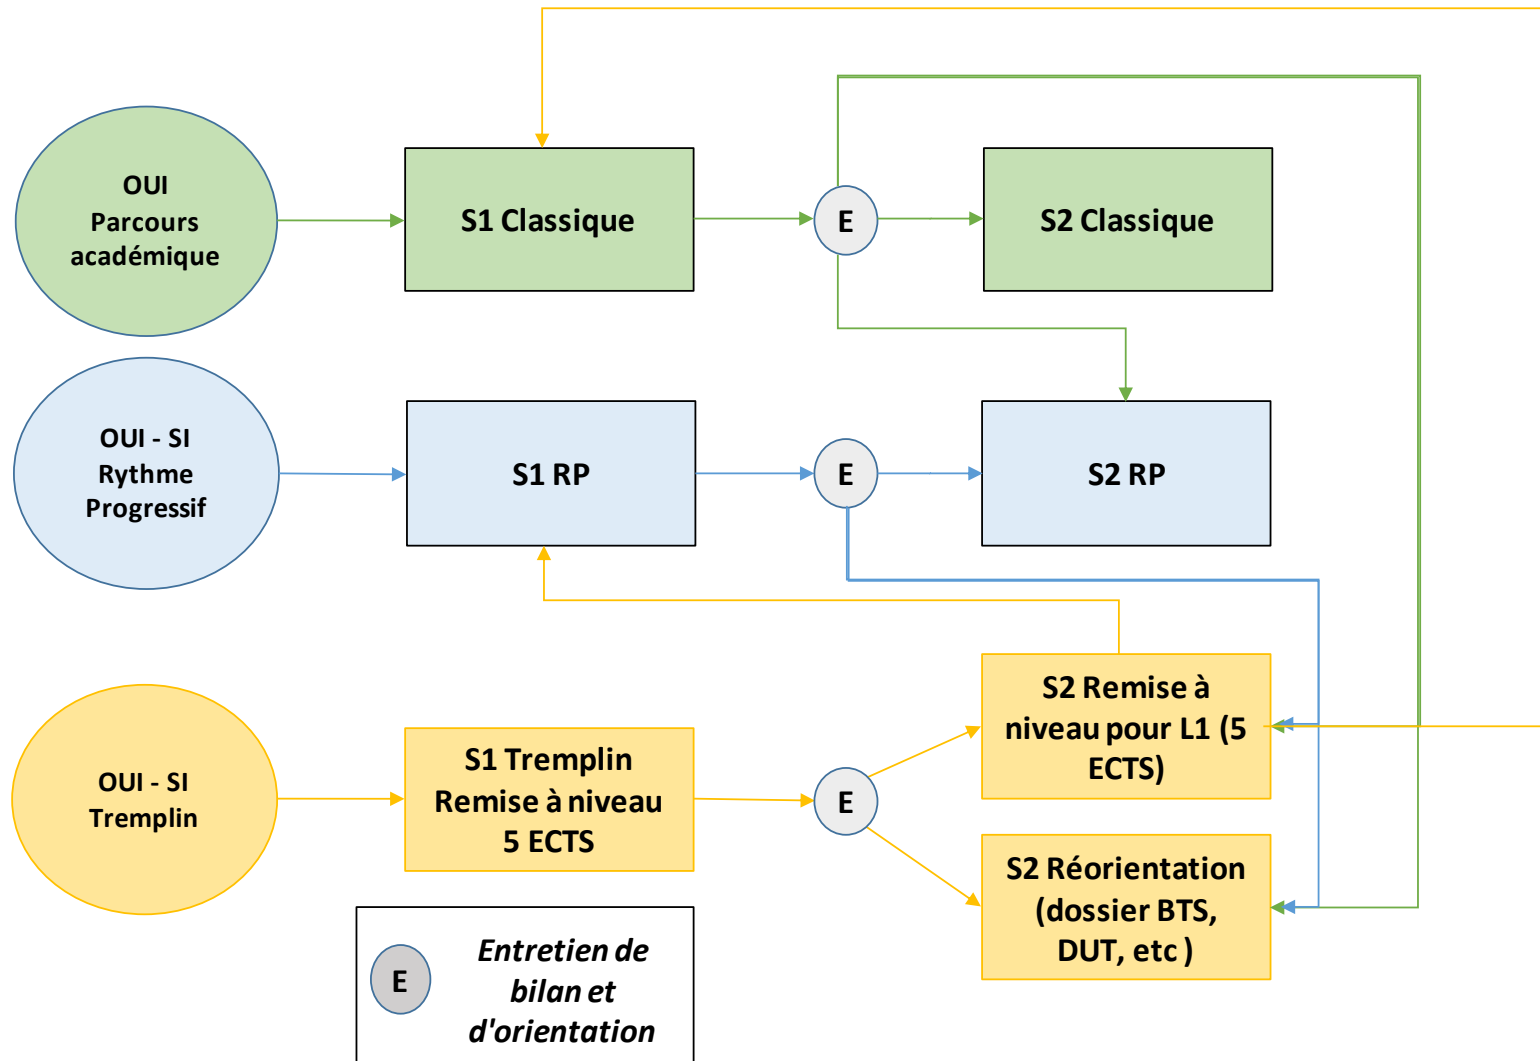 OUI
Parcours
académique
S1 Classique
E
S2 Classique
OUI - SI
Rythme
Progressif
S1 RP
E
S2 RP
OUI - SI
Tremplin
S1 Tremplin
Remise à niveau
5 ECTS
E
S2 Remise à
niveau pour L1 (5
ECTS)
S2 Réorientation
(dossier BTS,
DUT, etc )
E
Entretien de
bilan et
d'orientation